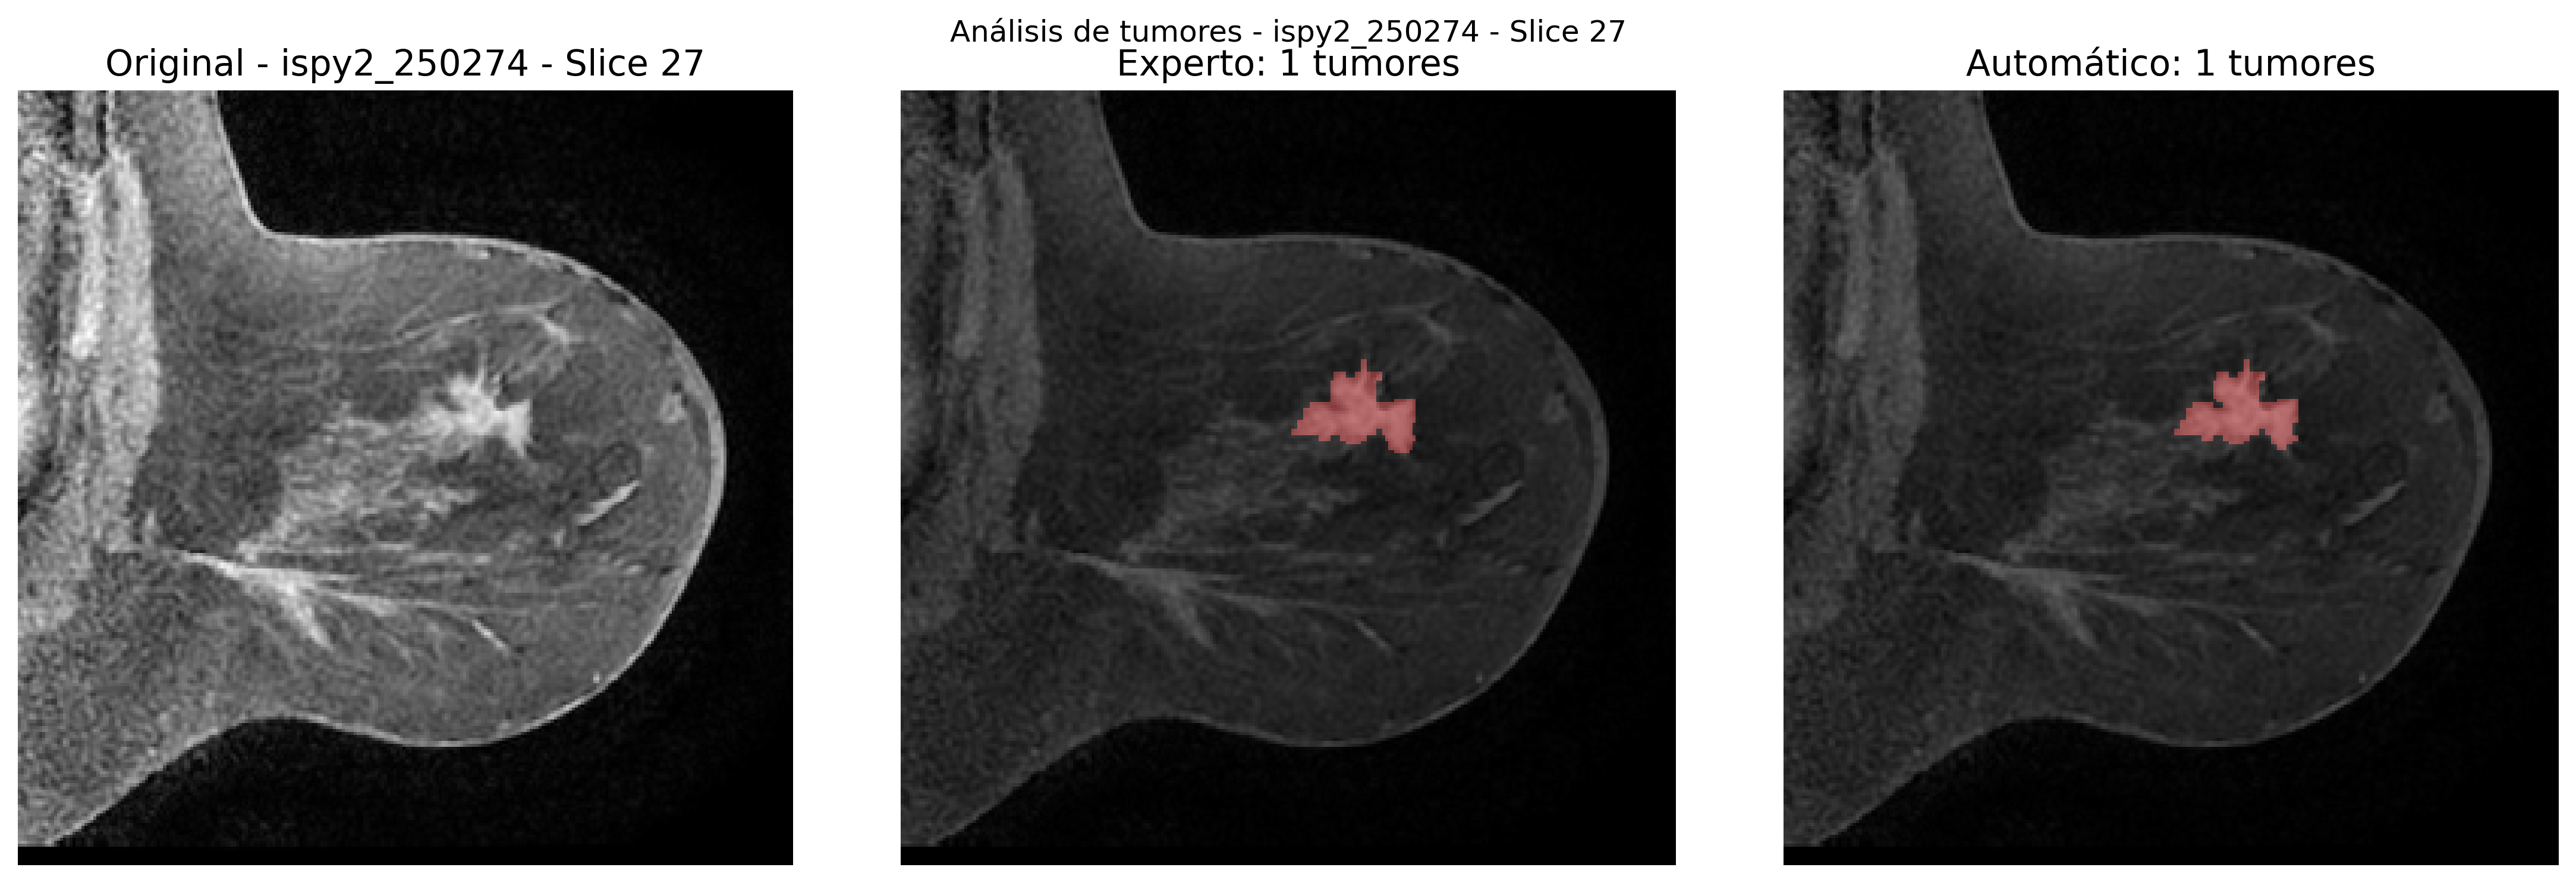 Análisis de tumores - ispy2_250274 - Slice 27
Original - ispy2_250274 - Slice 27
Experto: 1 tumores
Automático: 1 tumores